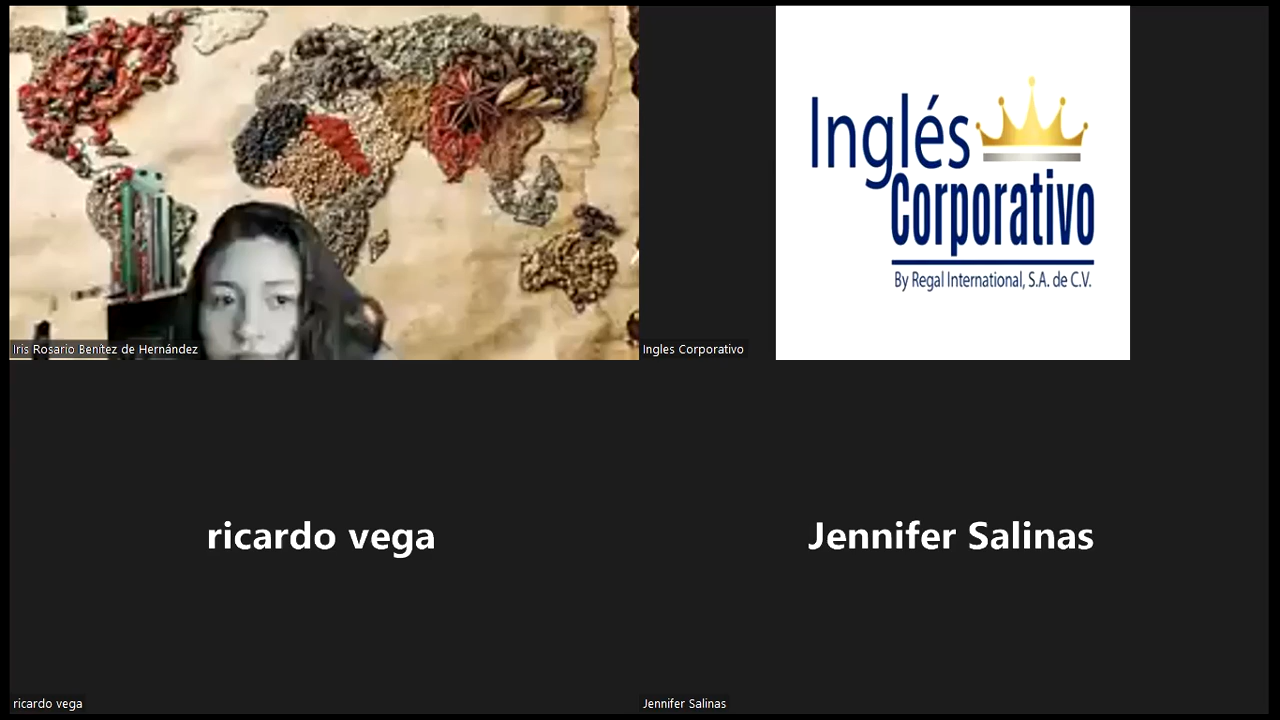 Inglés
Corporativo
By Regal International, S.A. de C.V.
Iris Rosario Benítez de Hernández
Ingles Corporativo
ricardo vega
Jennifer Salinas
ricardo vega
Jennifer Salinas